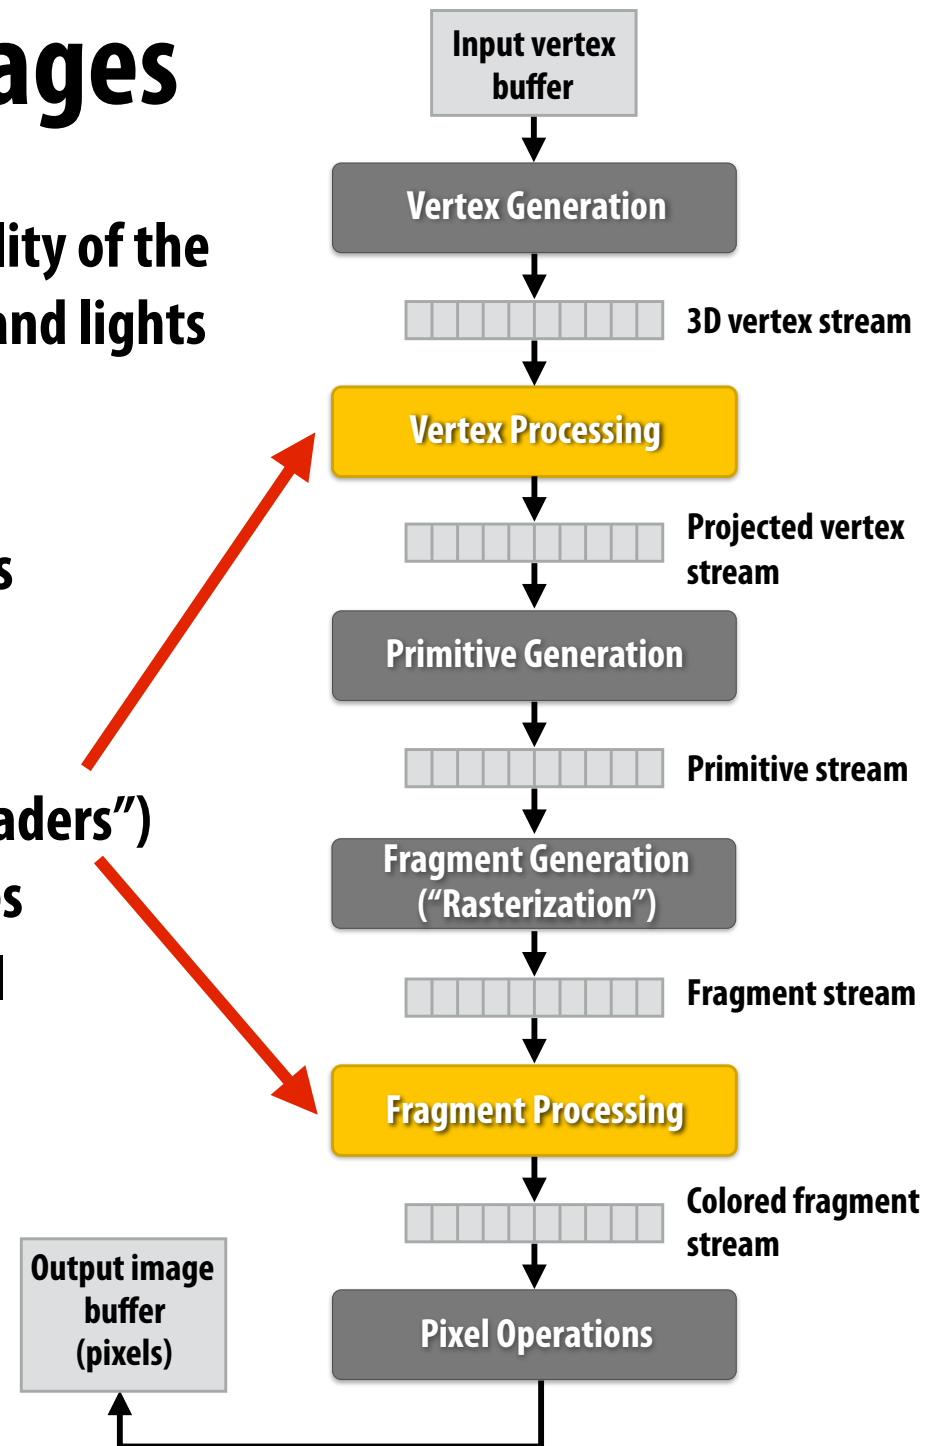 ages
dity of the
and lights
s
aders”)
es
d
Input vertex
buffer
Vertex Generation
3D vertex stream
Vertex Processing
Projected vertex
stream
Primitive Generation
Primitive stream
Fragment Generation
(“Rasterization”)
Fragment stream
Fragment Processing
Colored fragment
stream
Pixel Operations
Output image
buffer
(pixels)